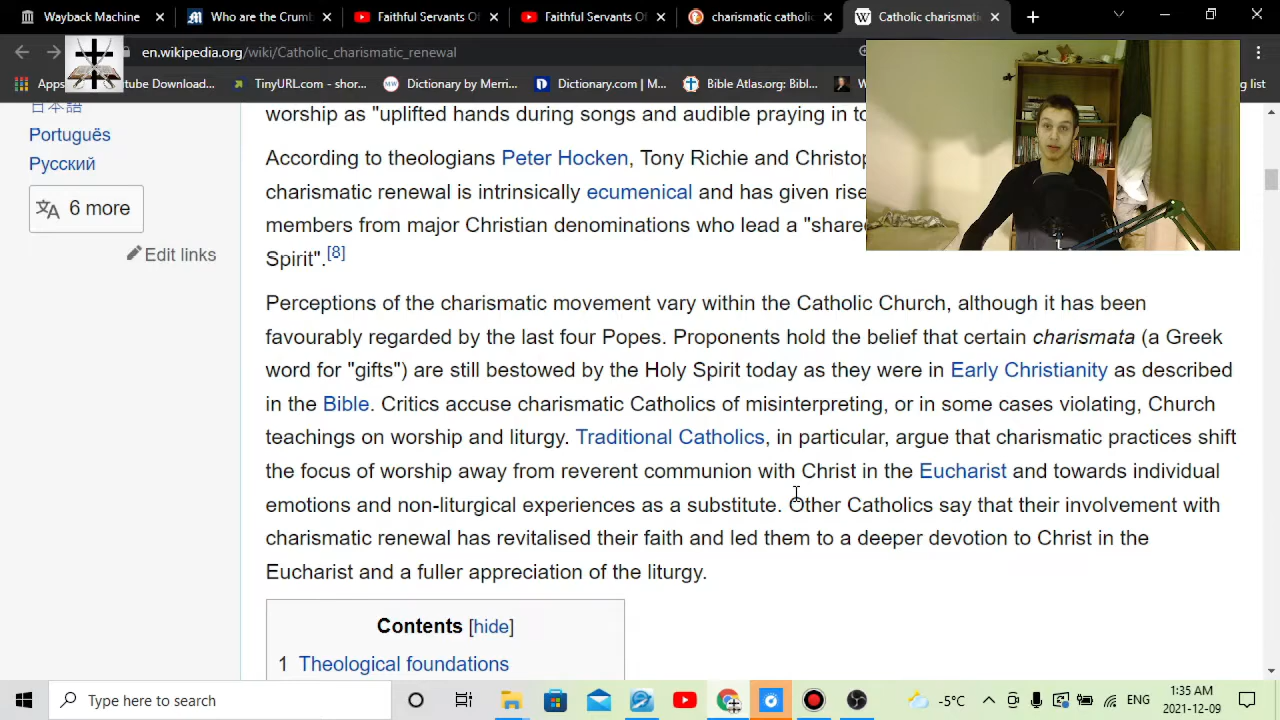 Wayback Machine
Who are the Crumb
Faithful Servants Of
Faithful Servants Of
charismatic catholic
Catholic charismatic
en.wikipedia.org/wiki/Catholic_charismatic_renewal
Apps
tube Download...
TinyURL.com - shor...
Dictionary by Merri...
Dictionary.com | M...
Bible Atlas.org: Bibl...
ng list
日本語
Português
Русский
6 more
Edit links
worship as "uplifted hands during songs and audible praying in to
According to theologians Peter Hocken, Tony Richie and Christop
charismatic renewal is intrinsically ecumenical and has given rise
members from major Christian denominations who lead a "share
Spirit".[8]
Perceptions of the charismatic movement vary within the Catholic Church, although it has been
favourably regarded by the last four Popes. Proponents hold the belief that certain charismata (a Greek
word for "gifts") are still bestowed by the Holy Spirit today as they were in Early Christianity as described
in the Bible. Critics accuse charismatic Catholics of misinterpreting, or in some cases violating, Church
teachings on worship and liturgy. Traditional Catholics, in particular, argue that charismatic practices shift
the focus of worship away from reverent communion with Christ in the Eucharist and towards individual
emotions and non-liturgical experiences as a substitute. Other Catholics say that their involvement with
charismatic renewal has revitalised their faith and led them to a deeper devotion to Christ in the
Eucharist and a fuller appreciation of the liturgy.
Contents [hide]
1 Theological foundations
Type here to search
-5°C
ENG
1:35 AM
2021-12-09